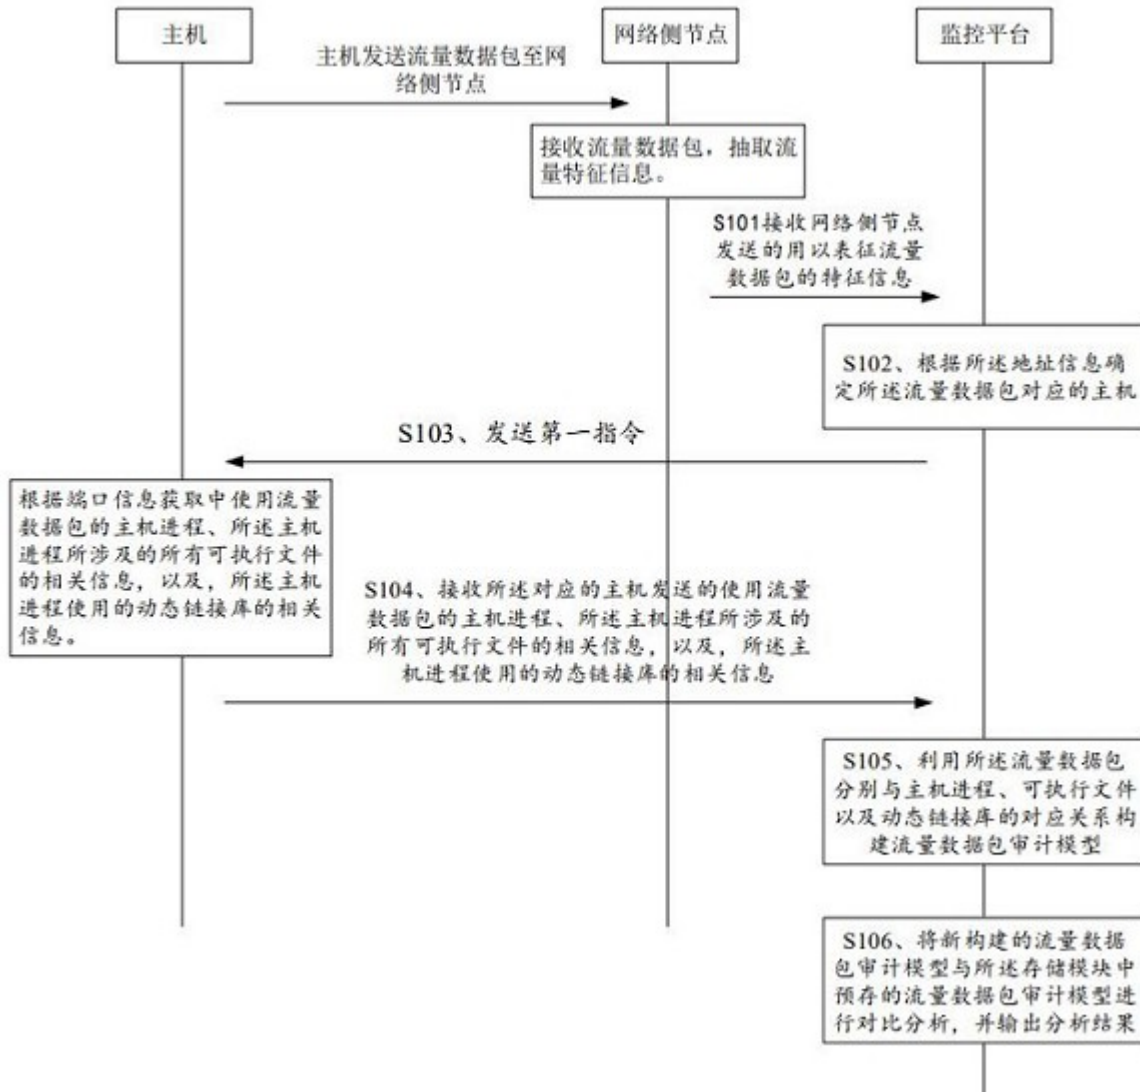 主机
网络侧节点
监控平台
主机发送流量数据包至网
络侧节点
接收流量数据包，抽取流
量特征信息。
S101接收网络侧节点
发送的用以表征流量
数据包的特征信息
S102、根据所述地址信息确
定所述流量数据包对应的主机
S103、发送第一指令
根据端口信息获取中使用流量
数据包的主机进程、所述主机
进程所涉及的所有可执行文件
的相关信息，以及，所述主机
进程使用的动态链接库的相关
信息。
S104、接收所述对应的主机发送的使用流量
数据包的主机进程、所述主机进程所涉及的
所有可执行文件的相关信息，以及，所述主
机进程使用的动态链接库的相关信息
S105、利用所述流量数据包
分别与主机进程、可执行文件
以及动态链接库的对应关系构
建流量数据包审计模型
S106、将新构建的流量数据
包审计模型与所述存储模块中
预存的流量数据包审计模型进
行对比分析，并输出分析结果